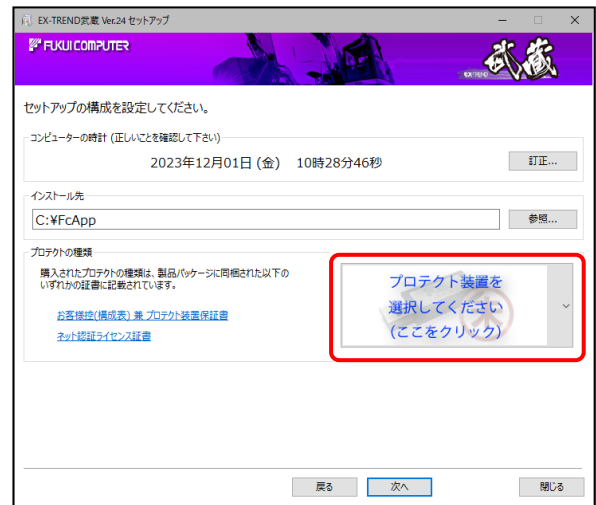 EX-TREND武蔵 Ver.24 セットアップ
FUKUI COMPUTER
EX-TREND 武蔵
セットアップの構成を設定してください。
コンピューターの時計 (正しいことを確認して下さい)
2023年12月01日 (金) 10時28分46秒
訂正...
インストール先
C:¥FcApp
参照...
プロテクトの種類
購入されたプロテクトの種類は、製品パッケージに同梱された以下の
いずれかの証書に記載されています。
お客様控(構成表) 兼 プロテクト装置保証書
ネット認証ライセンス証書
プロテクト装置を
選択してください
(ここをクリック)
戻る
次へ
閉じる